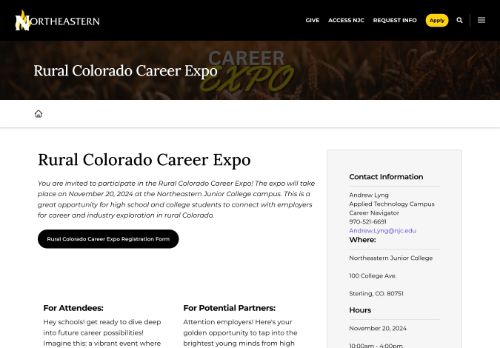 NORTHEASTERN
GIVE ACCESS NJC REQUEST INFO Apply
CAREER
EXPO
Rural Colorado Career Expo
Rural Colorado Career Expo
You are invited to participate in the Rural Colorado Career Expo! The expo will take
place on November 20, 2024 at the Northeastern Junior College campus. This is a
great opportunity for high school and college students to connect with employers
for career and industry exploration in rural Colorado.
Rural Colorado Career Expo Registration Form
For Attendees:
Hey schools! get ready to dive deep
into future career possibilities!
Imagine this: a vibrant event where
For Potential Partners:
Attention employers! Here's your
golden opportunity to tap into the
brightest young minds from high
Contact Information
Andrew Lyng
Applied Technology Campus
Career Navigator
970-521-6691
Andrew.Lyng@njc.edu
Where:
Northeastern Junior College
100 College Ave.
Sterling, CO. 80751
Hours
November 20, 2024
10:00am - 4:00pm